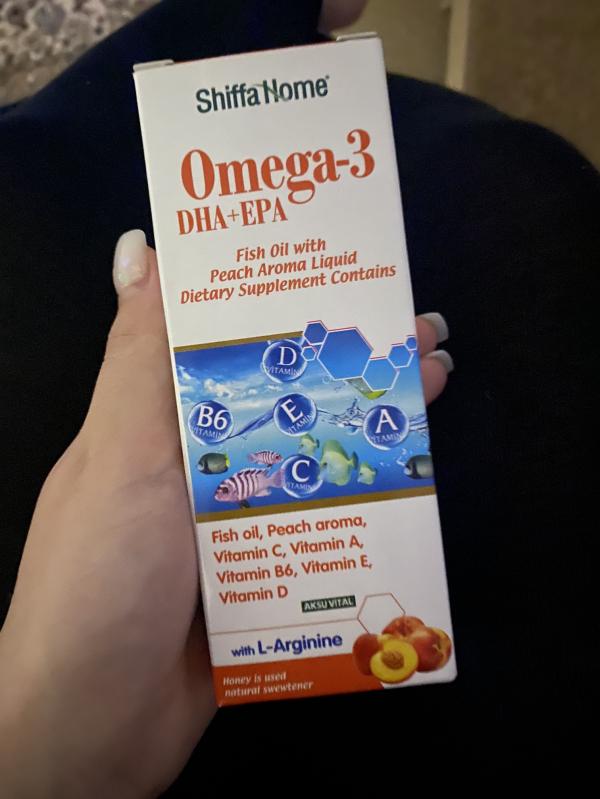 Shiffa Home
Omega-3
DHA+EPA
Fish Oil with
Peach Aroma Liquid
Dietary Supplement Contains
D
VITAMIN
B6
VITAMIN
E
VITAMIN
A
VITAMIN
C
VITAMIN
Fish oil, Peach aroma,
Vitamin C, Vitamin A,
Vitamin B6, Vitamin E,
Vitamin D
AKSU VITAL
with L-Arginine
Honey is used
natural swewtener